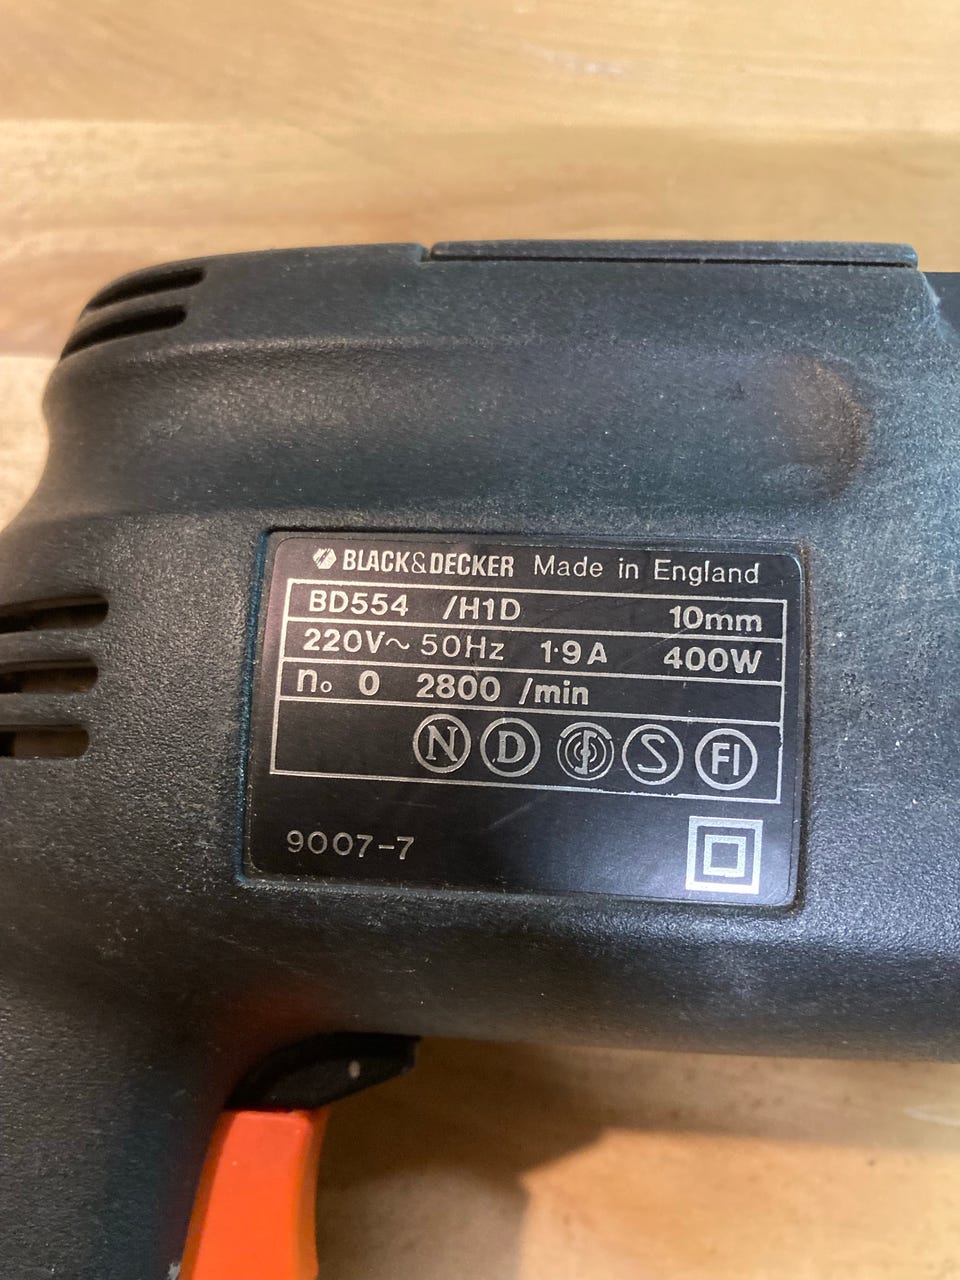 BLACK&DECKER Made in England
BD554 /H1D 10mm
220V~ 50Hz 1·9A 400W
no 0 2800 /min
N D S FI
9007-7